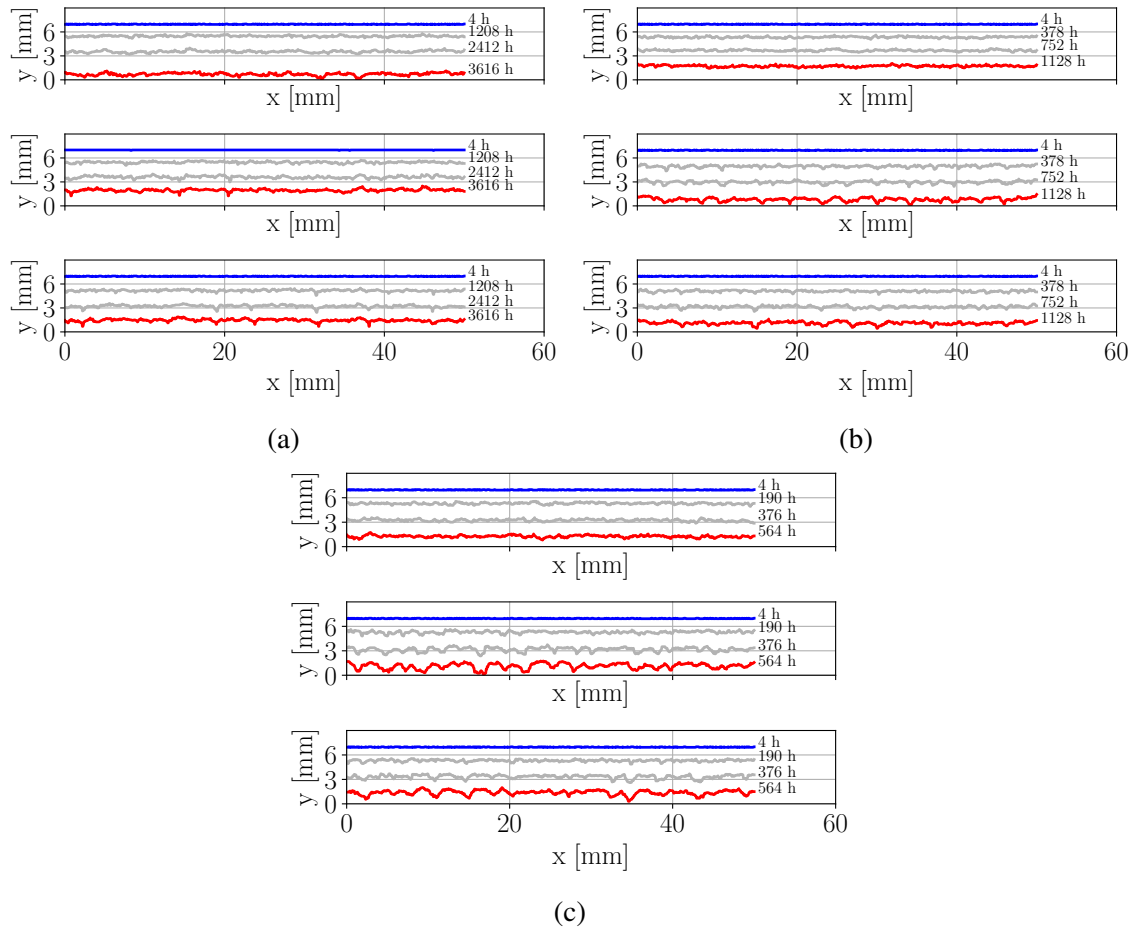 y [mm]
6
3
0
4 h
1208 h
2412 h
3616 h
x [mm]
y [mm]
6
3
0
4 h
1208 h
2412 h
3616 h
x [mm]
y [mm]
6
3
0
4 h
1208 h
2412 h
3616 h
0 20 40 60
x [mm]
(a)
y [mm]
6
3
0
4 h
378 h
752 h
1128 h
x [mm]
y [mm]
6
3
0
4 h
378 h
752 h
1128 h
x [mm]
y [mm]
6
3
0
4 h
378 h
752 h
1128 h
0 20 40 60
x [mm]
(b)
y [mm]
6
3
0
4 h
190 h
376 h
564 h
x [mm]
y [mm]
6
3
0
4 h
190 h
376 h
564 h
x [mm]
y [mm]
6
3
0
4 h
190 h
376 h
564 h
0 20 40 60
x [mm]
(c)